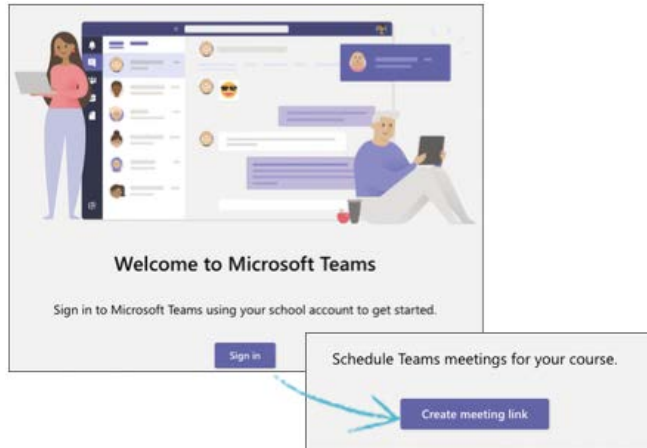 Welcome to Microsoft Teams
Sign in to Microsoft Teams using your school account to get started.
Sign in
Schedule Teams meetings for your course.
Create meeting link